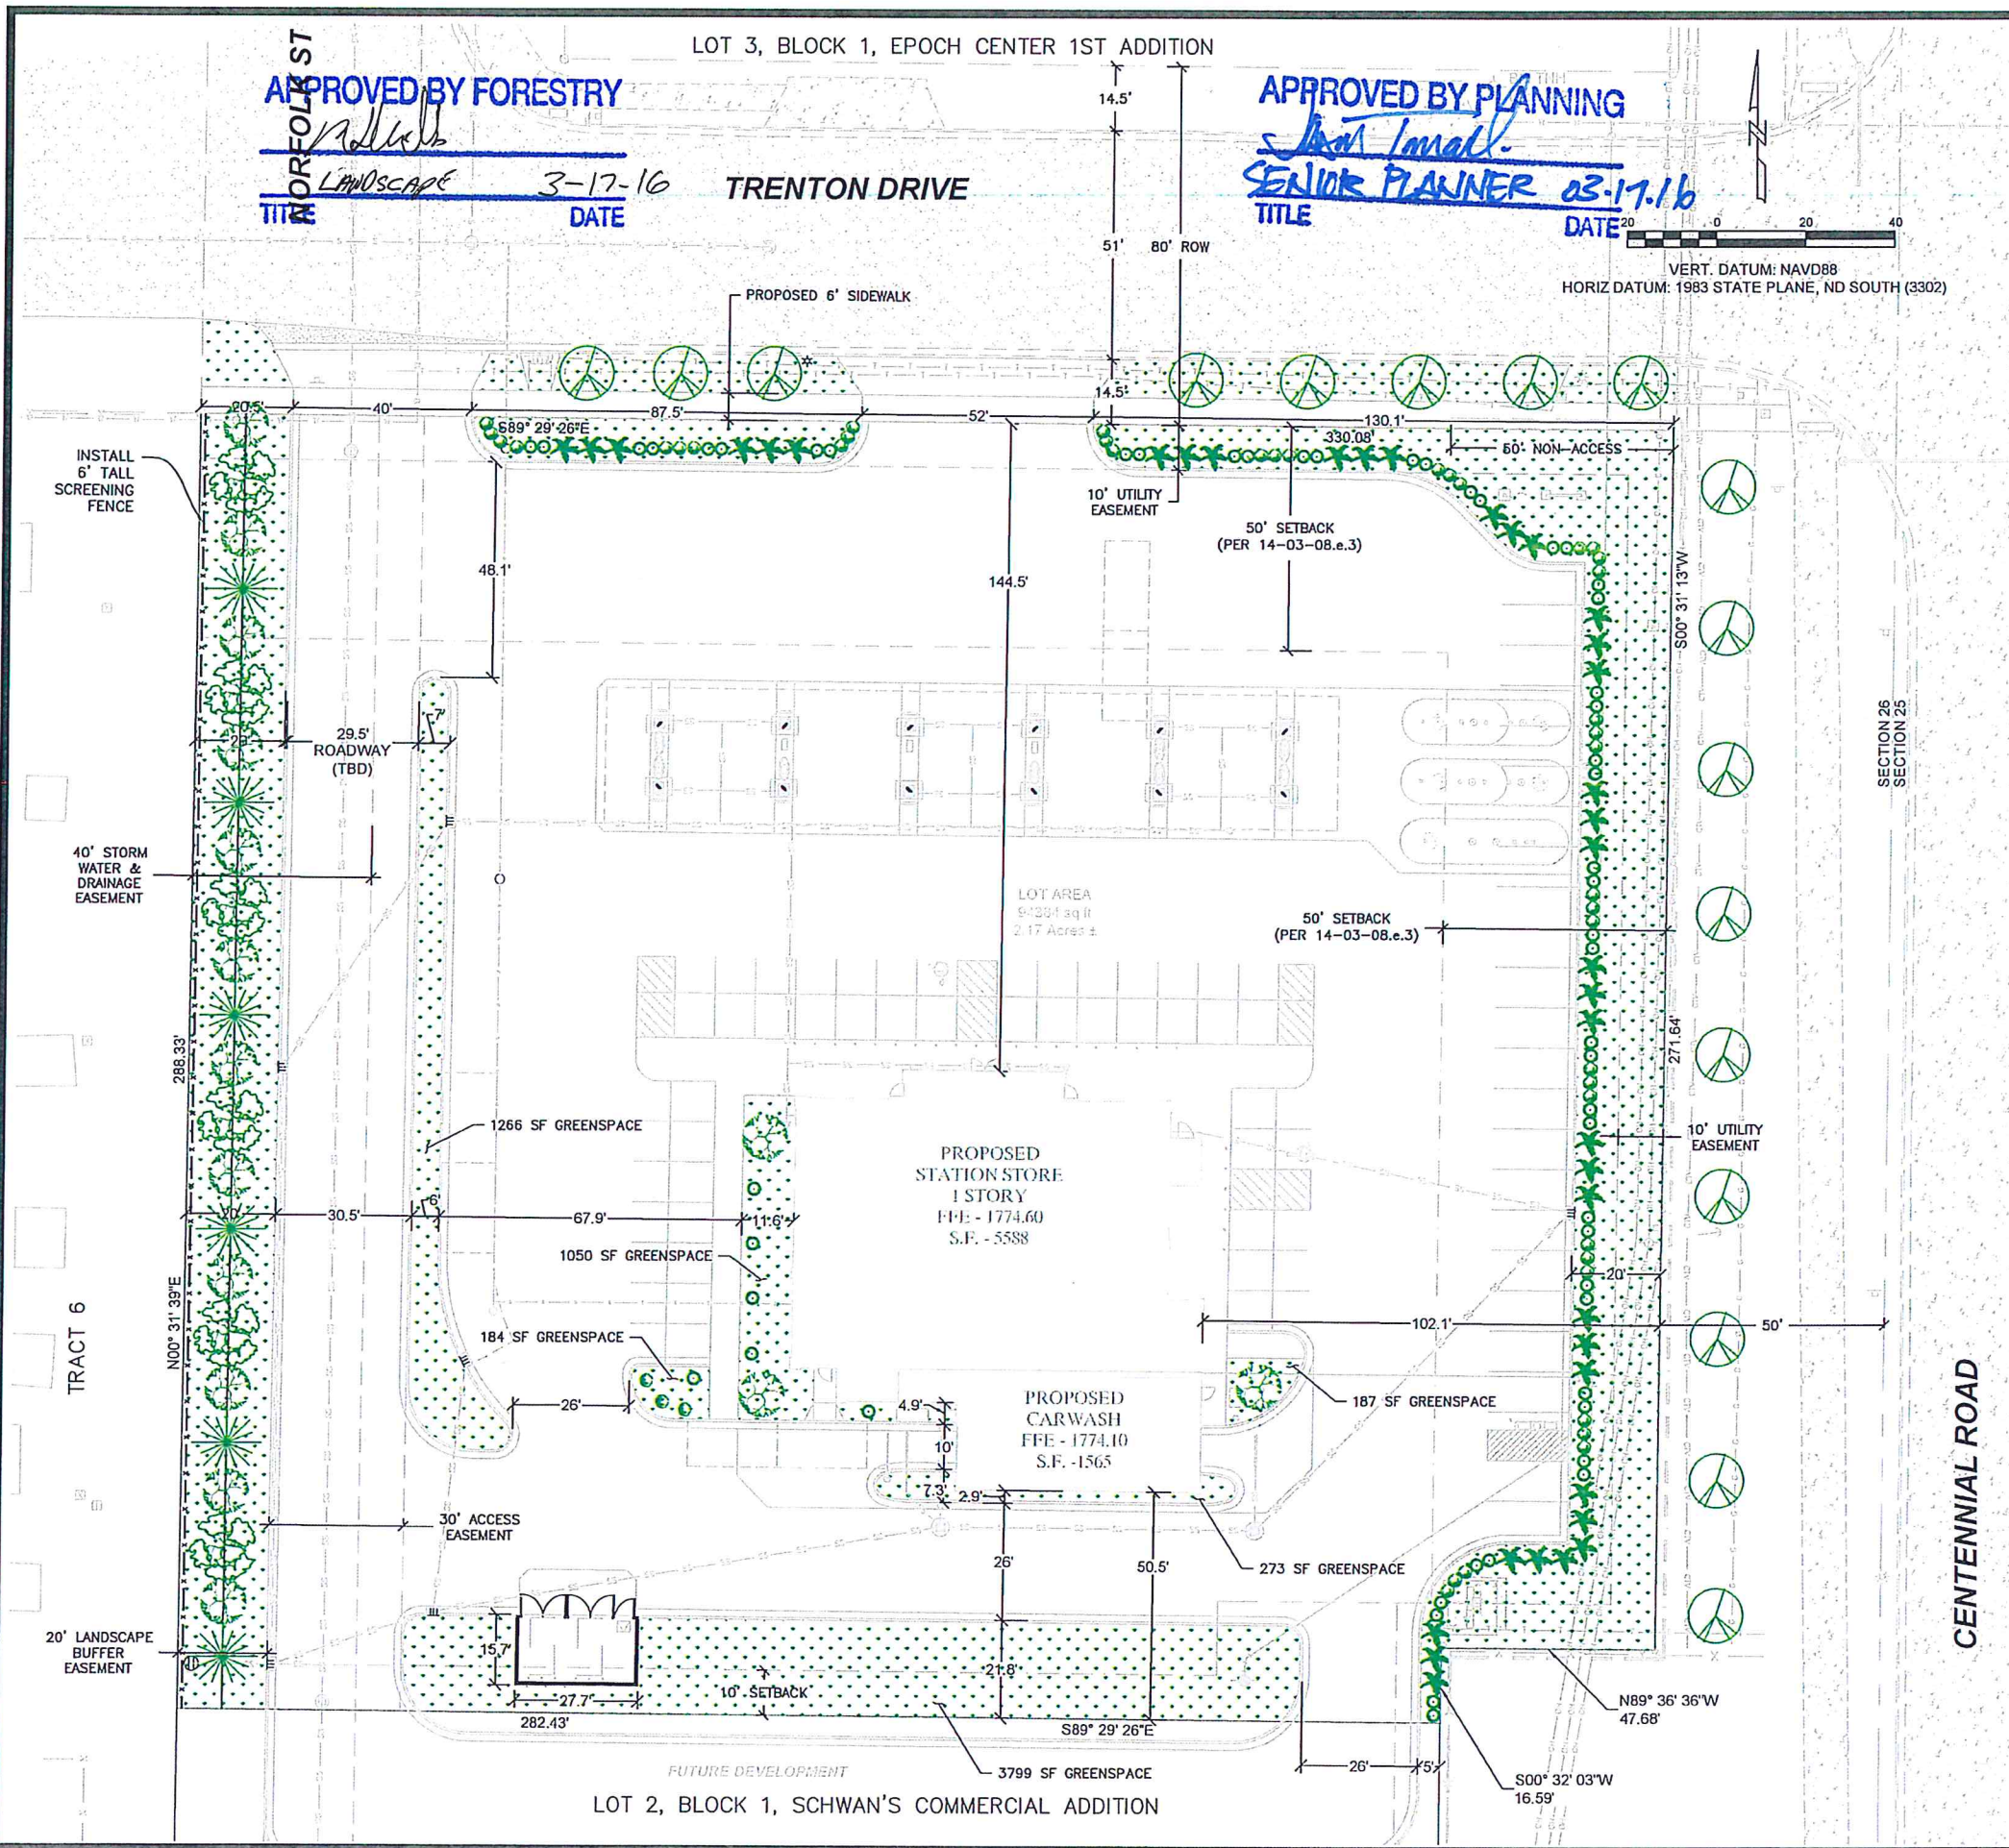 LOT 3, BLOCK 1, EPOCH CENTER 1ST ADDITION
NORFOLK ST
APPROVED BY FORESTRY
LANDSCAPE 3-17-16
TITLE DATE
TRENTON DRIVE
APPROVED BY PLANNING
SENIOR PLANNER 03.17.16
TITLE DATE
20 0 20 40
VERT. DATUM: NAVD88
HORIZ DATUM: 1983 STATE PLANE, ND SOUTH (3302)
14.5'
51'
80' ROW
PROPOSED 6' SIDEWALK
14.5'
20.5'
40'
87.5'
52'
130.1'
S89° 29' 26"E
330.08'
50' NON-ACCESS
INSTALL
6' TALL
SCREENING
FENCE
10' UTILITY
EASEMENT
50' SETBACK
(PER 14-03-08.e.3)
48.1'
144.5'
S00° 31' 13"W
7'
29.5'
ROADWAY
(TBD)
SECTION 26
SECTION 25
40' STORM
WATER &
DRAINAGE
EASEMENT
LOT AREA
2.17 Acres ±
50' SETBACK
(PER 14-03-08.e.3)
288.33'
271.64'
1266 SF GREENSPACE
10' UTILITY
EASEMENT
PROPOSED
STATION STORE
1 STORY
FFE - 1774.60
S.F. - 5588
20'
30.5'
6'
67.9'
11.6'
1050 SF GREENSPACE
20'
N00° 31' 39"E
TRACT 6
184 SF GREENSPACE
102.1'
50'
26'
4.9'
10'
7.3'
2.9'
PROPOSED
CARWASH
FFE - 1774.10
S.F. -1565
187 SF GREENSPACE
CENTENNIAL ROAD
30' ACCESS
EASEMENT
26'
50.5'
273 SF GREENSPACE
20' LANDSCAPE
BUFFER
EASEMENT
15.7'
27.7'
21.8'
10' SETBACK
282.43'
S89° 29' 26"E
N89° 36' 36"W
47.68'
26'
5'
S00° 32' 03"W
16.59'
FUTURE DEVELOPMENT
3799 SF GREENSPACE
LOT 2, BLOCK 1, SCHWAN'S COMMERCIAL ADDITION